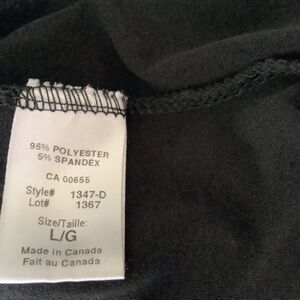 95% POLYESTER
5% SPANDEX
CA 00655
Style# 1347-D
Lot# 1367
Size/Taille:
L/G
Made in Canada
Fait au Canada